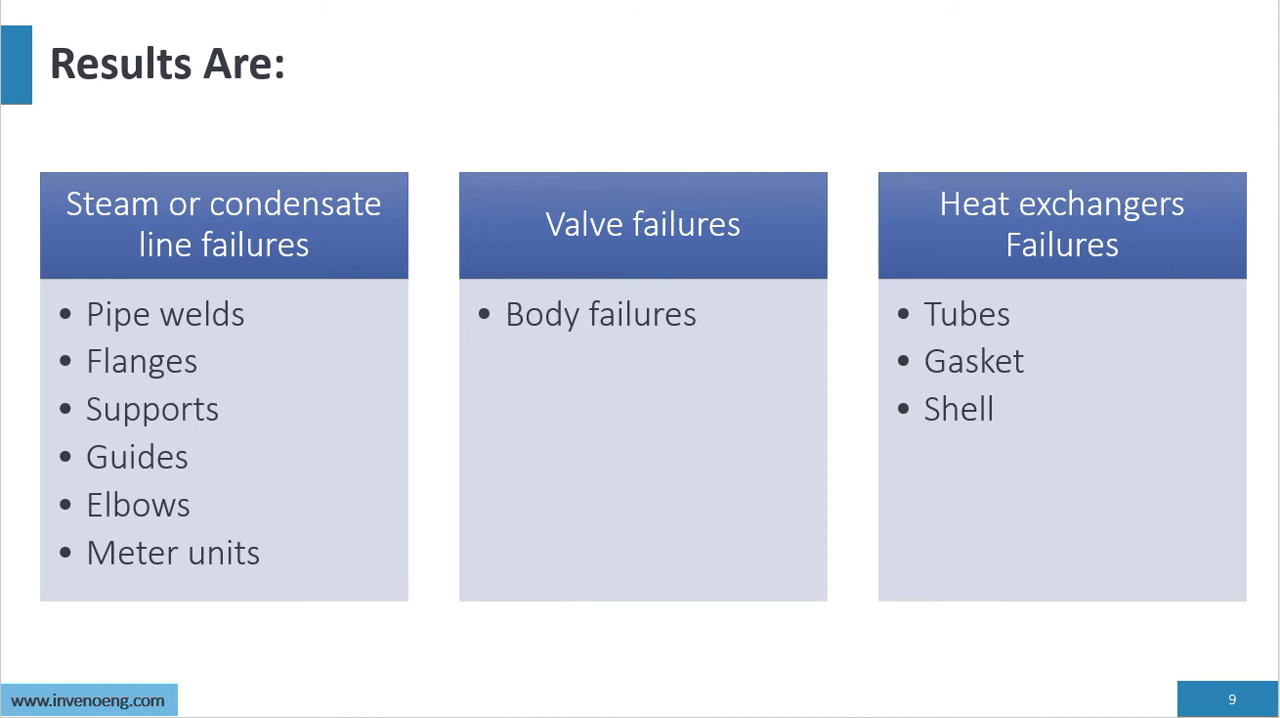 Results Are:
Steam or condensate
line failures
• Pipe welds
• Flanges
• Supports
• Guides
• Elbows
• Meter units
Valve failures
• Body failures
Heat exchangers
Failures
• Tubes
• Gasket
• Shell
www.invenoeng.com
9